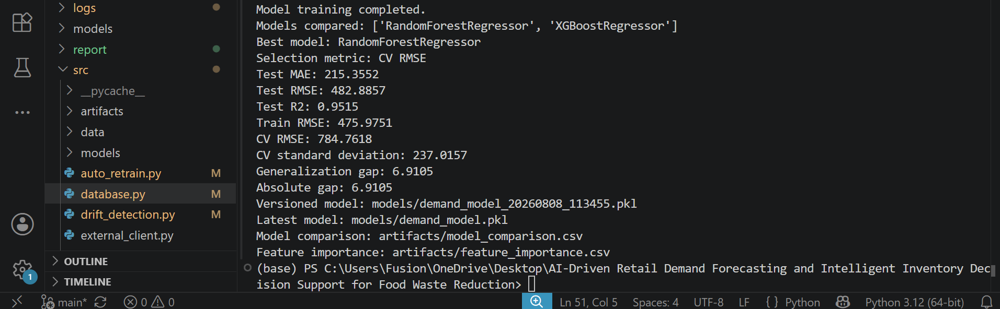 logs
models
report
src
__pycache__
artifacts
data
models
auto_retrain.py M
database.py M
drift_detection.py M
external_client.py
OUTLINE
TIMELINE
1
Model training completed.
Models compared: ['RandomForestRegressor', 'XGBoostRegressor']
Best model: RandomForestRegressor
Selection metric: CV RMSE
Test MAE: 215.3552
Test RMSE: 482.8857
Test R2: 0.9515
Train RMSE: 475.9751
CV RMSE: 784.7618
CV standard deviation: 237.0157
Generalization gap: 6.9105
Absolute gap: 6.9105
Versioned model: models/demand_model_20260808_113455.pkl
Latest model: models/demand_model.pkl
Model comparison: artifacts/model_comparison.csv
Feature importance: artifacts/feature_importance.csv
(base) PS C:\Users\Fusion\OneDrive\Desktop\AI-Driven Retail Demand Forecasting and Intelligent Inventory Dec
ision Support for Food Waste Reduction>
main* 0 0 Ln 51, Col 5 Spaces: 4 UTF-8 LF { } Python Python 3.12 (64-bit)